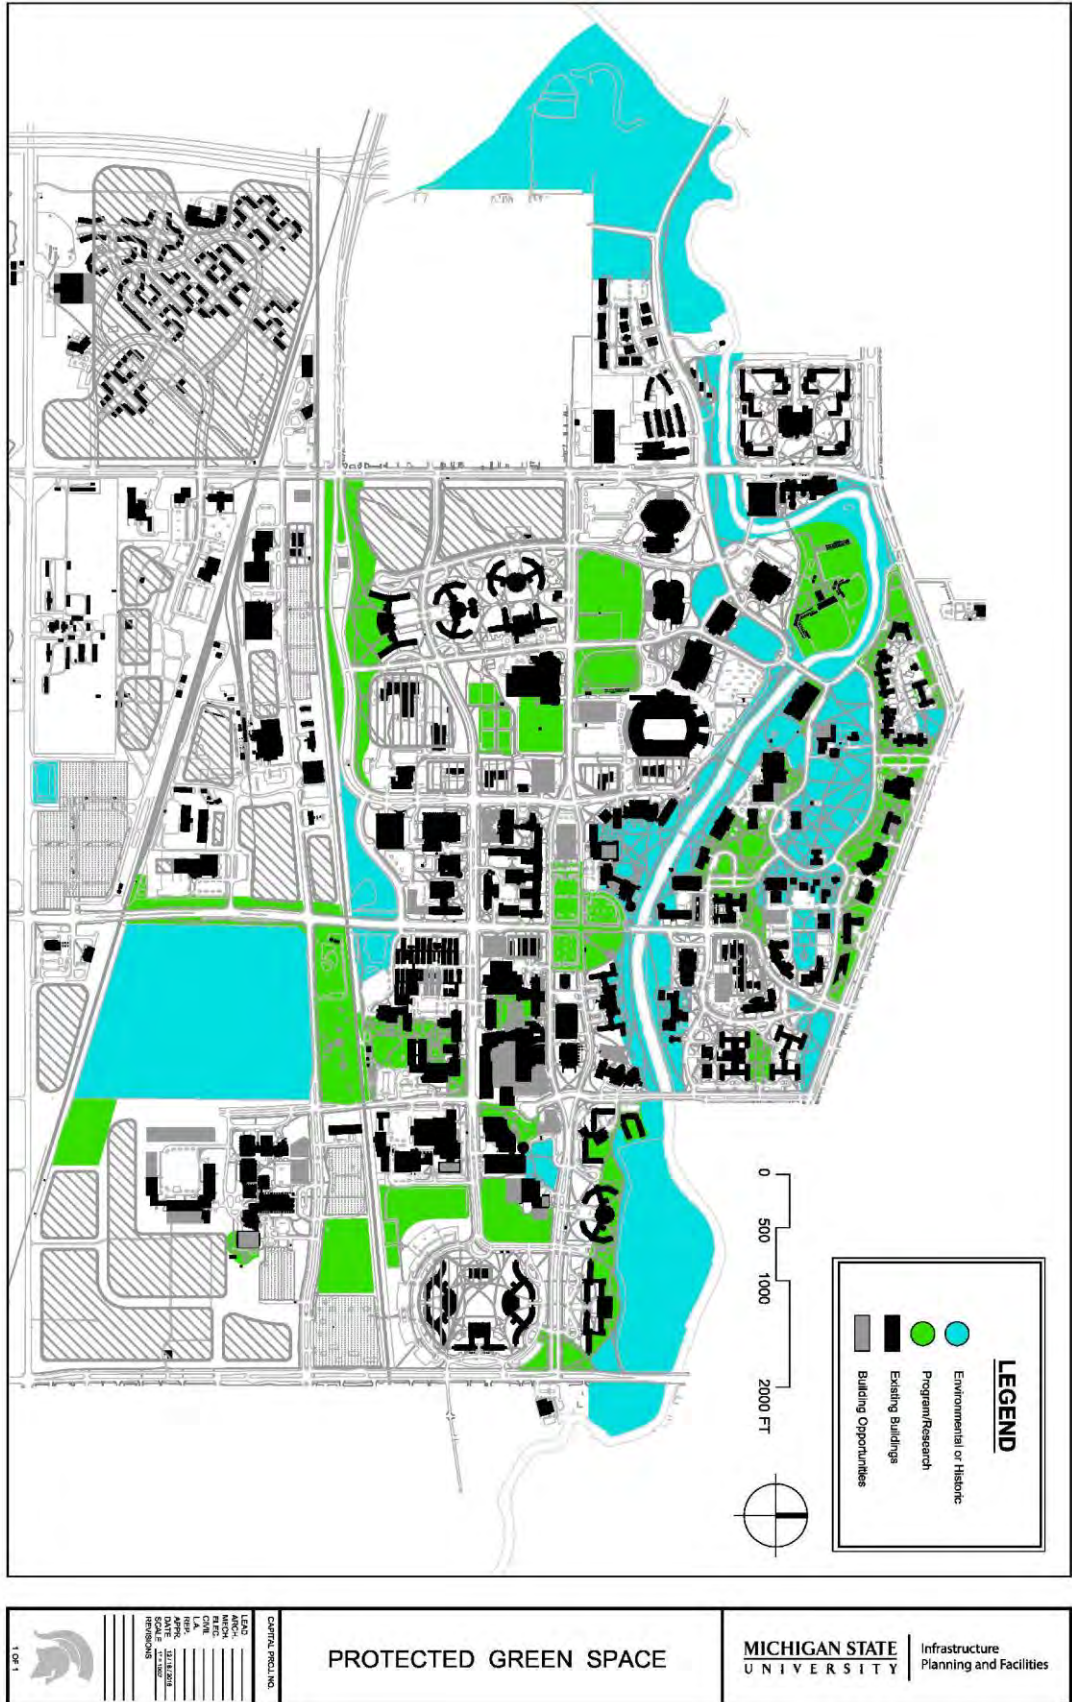 LEGEND
Environmental or Historic
Program/Research
Existing Buildings
Building Opportunities
0
500
1000
2000 FT
CAPITAL PROJ. NO.
LEAD
ARCH.
MECH.
ELEC.
CIVIL
L.A.
REP.
APPR.
DATE
SCALE
REVISIONS
1 OF 1
PROTECTED GREEN SPACE
MICHIGAN STATE
UNIVERSITY
Infrastructure
Planning and Facilities